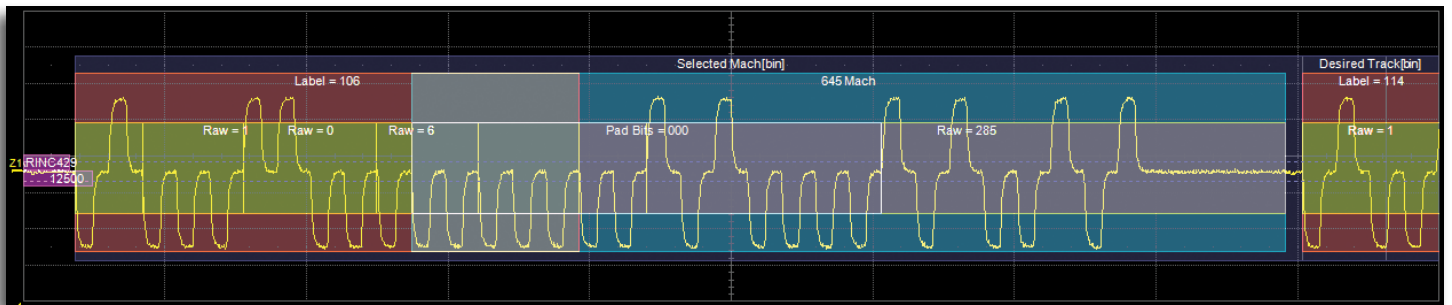 Selected Mach[bin]
Desired Track[bin]
Label = 106
645 Mach
Label = 114
Raw = 1
Raw = 0
Raw = 6
Pad Bits = 000
Raw = 285
Raw = 1
Z1
ARINC429
12500